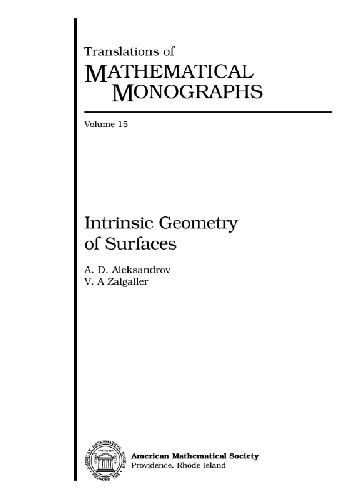 Translations of
MATHEMATICAL
MONOGRAPHS
Volume 15
Intrinsic Geometry
of Surfaces
A. D. Aleksandrov
V. A Zalgaller
American Mathematical Society
Providence, Rhode Island